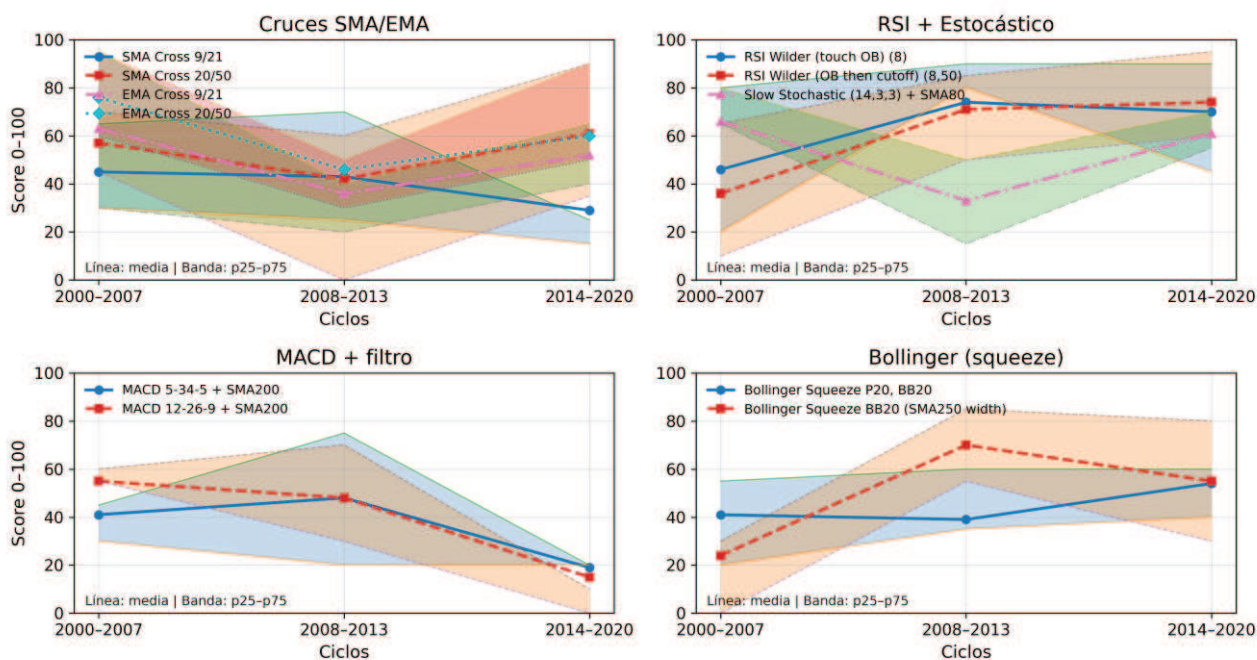 Cruces SMA/EMA
100
80
60
40
20
0
Score 0–100
SMA Cross 9/21
SMA Cross 20/50
EMA Cross 9/21
EMA Cross 20/50
Línea: media | Banda: p25–p75
2000–2007
2008–2013
2014–2020
Ciclos
RSI + Estocástico
100
80
60
40
20
0
RSI Wilder (touch OB) (8)
RSI Wilder (OB then cutoff) (8,50)
Slow Stochastic (14,3,3) + SMA80
Línea: media | Banda: p25–p75
2000–2007
2008–2013
2014–2020
Ciclos
MACD + filtro
100
80
60
40
20
0
Score 0–100
MACD 5-34-5 + SMA200
MACD 12-26-9 + SMA200
Línea: media | Banda: p25–p75
2000–2007
2008–2013
2014–2020
Ciclos
Bollinger (squeeze)
100
80
60
40
20
0
Bollinger Squeeze P20, BB20
Bollinger Squeeze BB20 (SMA250 width)
Línea: media | Banda: p25–p75
2000–2007
2008–2013
2014–2020
Ciclos